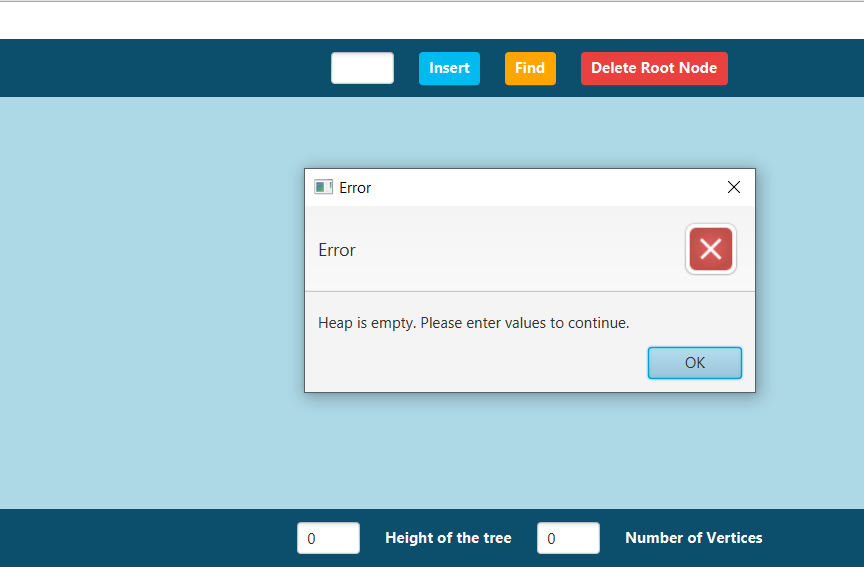 Insert Find Delete Root Node
Error
Error
Heap is empty. Please enter values to continue.
OK
0 Height of the tree 0 Number of Vertices